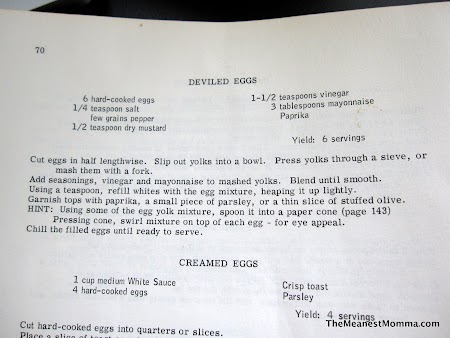 70
DEVILED EGGS
6 hard-cooked eggs
1/4 teaspoon salt
few grains pepper
1/2 teaspoon dry mustard
1-1/2 teaspoons vinegar
3 tablespoons mayonnaise
Paprika
Yield: 6 servings
Cut eggs in half lengthwise. Slip out yolks into a bowl. Press yolks through a sieve, or
mash them with a fork.
Add seasonings, vinegar and mayonnaise to mashed yolks. Blend until smooth.
Using a teaspoon, refill whites with the egg mixture, heaping it up lightly.
Garnish tops with paprika, a small piece of parsley, or a thin slice of stuffed olive.
HINT: Using some of the egg yolk mixture, spoon it into a paper cone (page 143)
Pressing cone, swirl mixture on top of each egg - for eye appeal.
Chill the filled eggs until ready to serve.
CREAMED EGGS
1 cup medium White Sauce
4 hard-cooked eggs
Crisp toast
Parsley
Yield: 4 servings
TheMeanestMomma.com
Cut hard-cooked eggs into quarters or slices.
Place a slice of toast